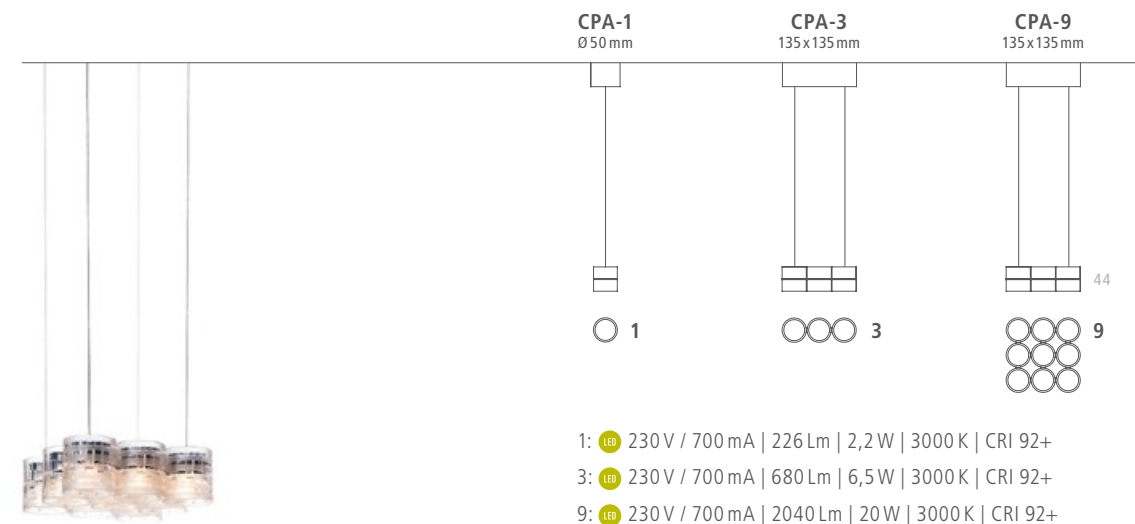 CPA-1 CPA-3 CPA-9
Ø 50 mm 135 x 135 mm 135 x 135 mm
44
1 3 9
1: LED 230 V / 700 mA | 226 Lm | 2,2 W | 3000 K | CRI 92+
3: LED 230 V / 700 mA | 680 Lm | 6,5 W | 3000 K | CRI 92+
9: LED 230 V / 700 mA | 2040 Lm | 20 W | 3000 K | CRI 92+